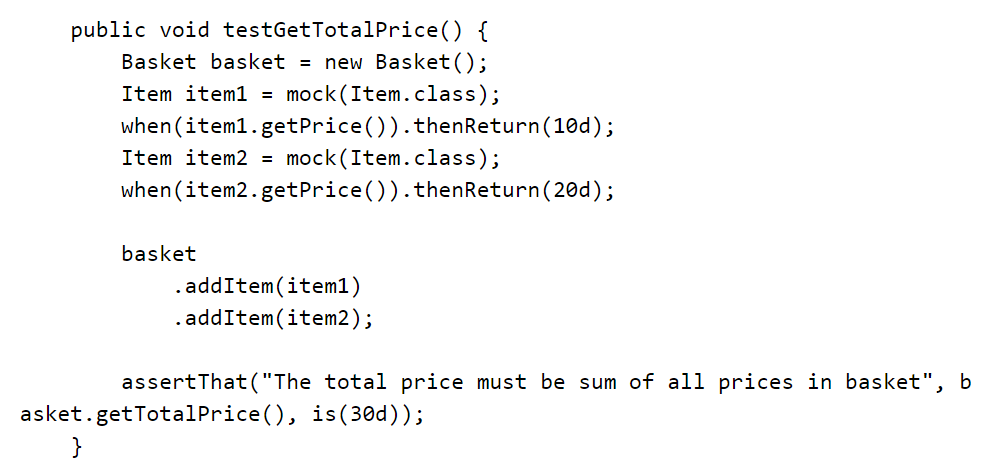 public void testGetTotalPrice() {
Basket basket = new Basket();
Item item1 = mock(Item.class);
when(item1.getPrice()).thenReturn(10d);
Item item2 = mock(Item.class);
when(item2.getPrice()).thenReturn(20d);
basket
.addItem(item1)
.addItem(item2);
assertThat("The total price must be sum of all prices in basket", b
asket.getTotalPrice(), is(30d));
}